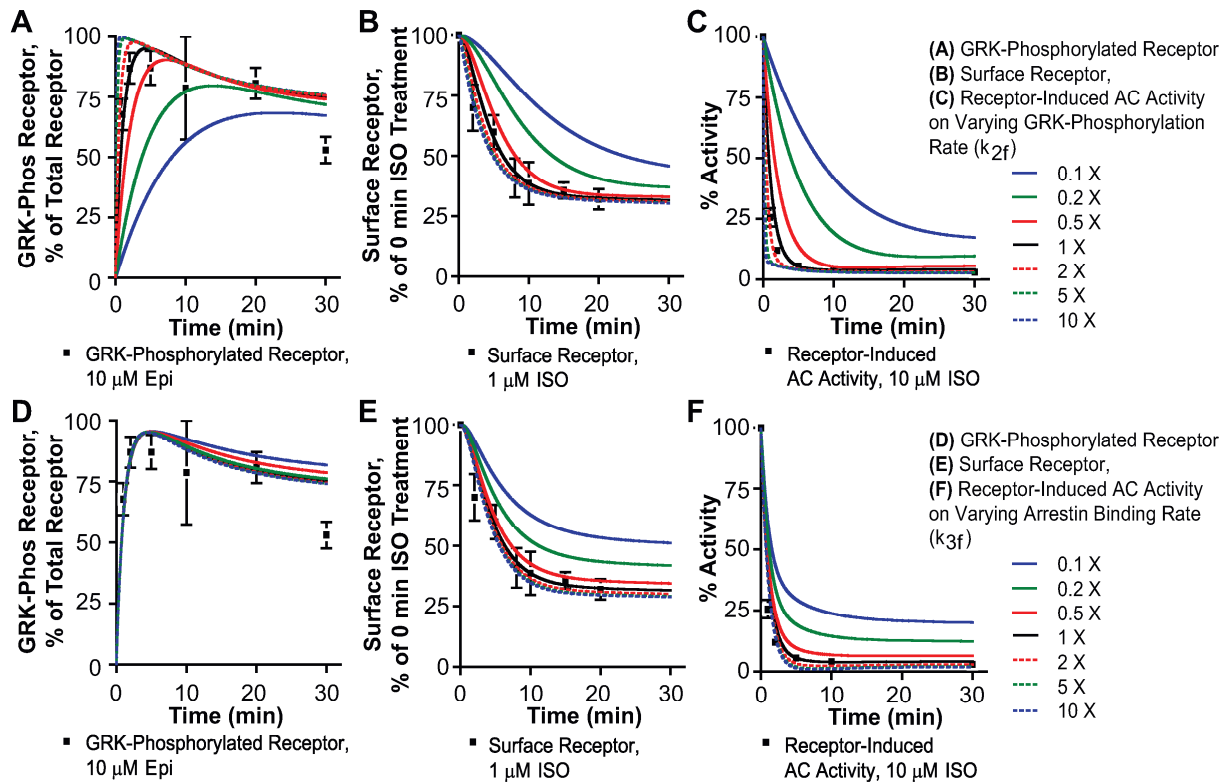 A
GRK-Phos Receptor,
% of Total Receptor
100
75
50
25
0
0 10 20 30
Time (min)
GRK-Phosphorylated Receptor,
10 μM Epi
B
Surface Receptor,
% of 0 min ISO Treatment
100
75
50
25
0
0 10 20 30
Time (min)
Surface Receptor,
1 μM ISO
C
% Activity
100
75
50
25
0
0 10 20 30
Time (min)
Receptor-Induced
AC Activity, 10 μM ISO
(A) GRK-Phosphorylated Receptor
(B) Surface Receptor,
(C) Receptor-Induced AC Activity
on Varying GRK-Phosphorylation
Rate (k2f)
0.1 X
0.2 X
0.5 X
1 X
2 X
5 X
10 X
D
GRK-Phos Receptor,
% of Total Receptor
100
75
50
25
0
0 10 20 30
Time (min)
GRK-Phosphorylated Receptor,
10 μM Epi
E
Surface Receptor,
% of 0 min ISO Treatment
100
75
50
25
0
0 10 20 30
Time (min)
Surface Receptor,
1 μM ISO
F
% Activity
100
75
50
25
0
0 10 20 30
Time (min)
Receptor-Induced
AC Activity, 10 μM ISO
(D) GRK-Phosphorylated Receptor
(E) Surface Receptor,
(F) Receptor-Induced AC Activity
on Varying Arrestin Binding Rate
(k3f)
0.1 X
0.2 X
0.5 X
1 X
2 X
5 X
10 X